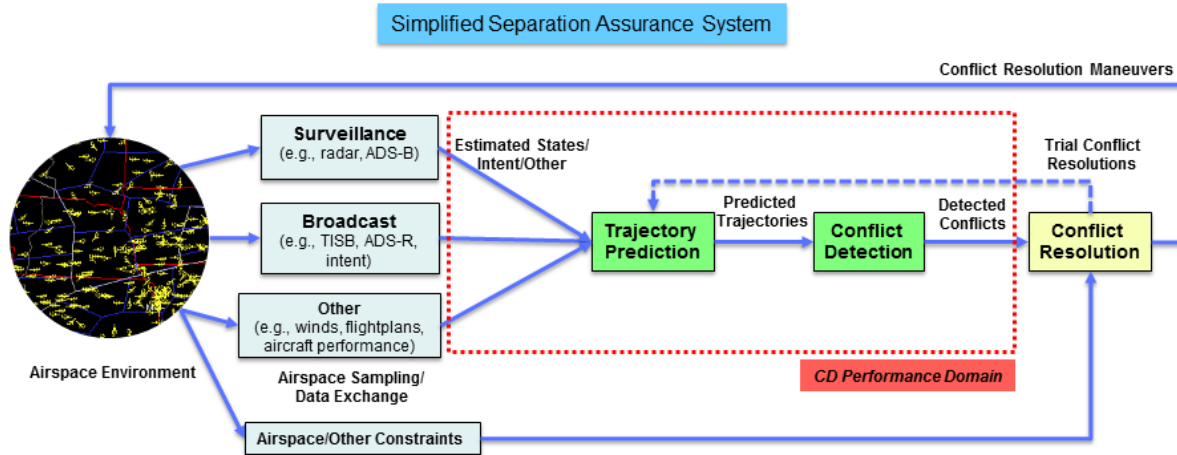 Simplified Separation Assurance System
Conflict Resolution Maneuvers
Surveillance
(e.g., radar, ADS-B)
Estimated States/
Intent/Other
Trial Conflict
Resolutions
Broadcast
(e.g., TISB, ADS-R,
intent)
Trajectory
Prediction
Predicted
Trajectories
Conflict
Detection
Detected
Conflicts
Conflict
Resolution
Other
(e.g., winds, flightplans,
aircraft performance)
Airspace Environment
Airspace Sampling/
Data Exchange
CD Performance Domain
Airspace/Other Constraints